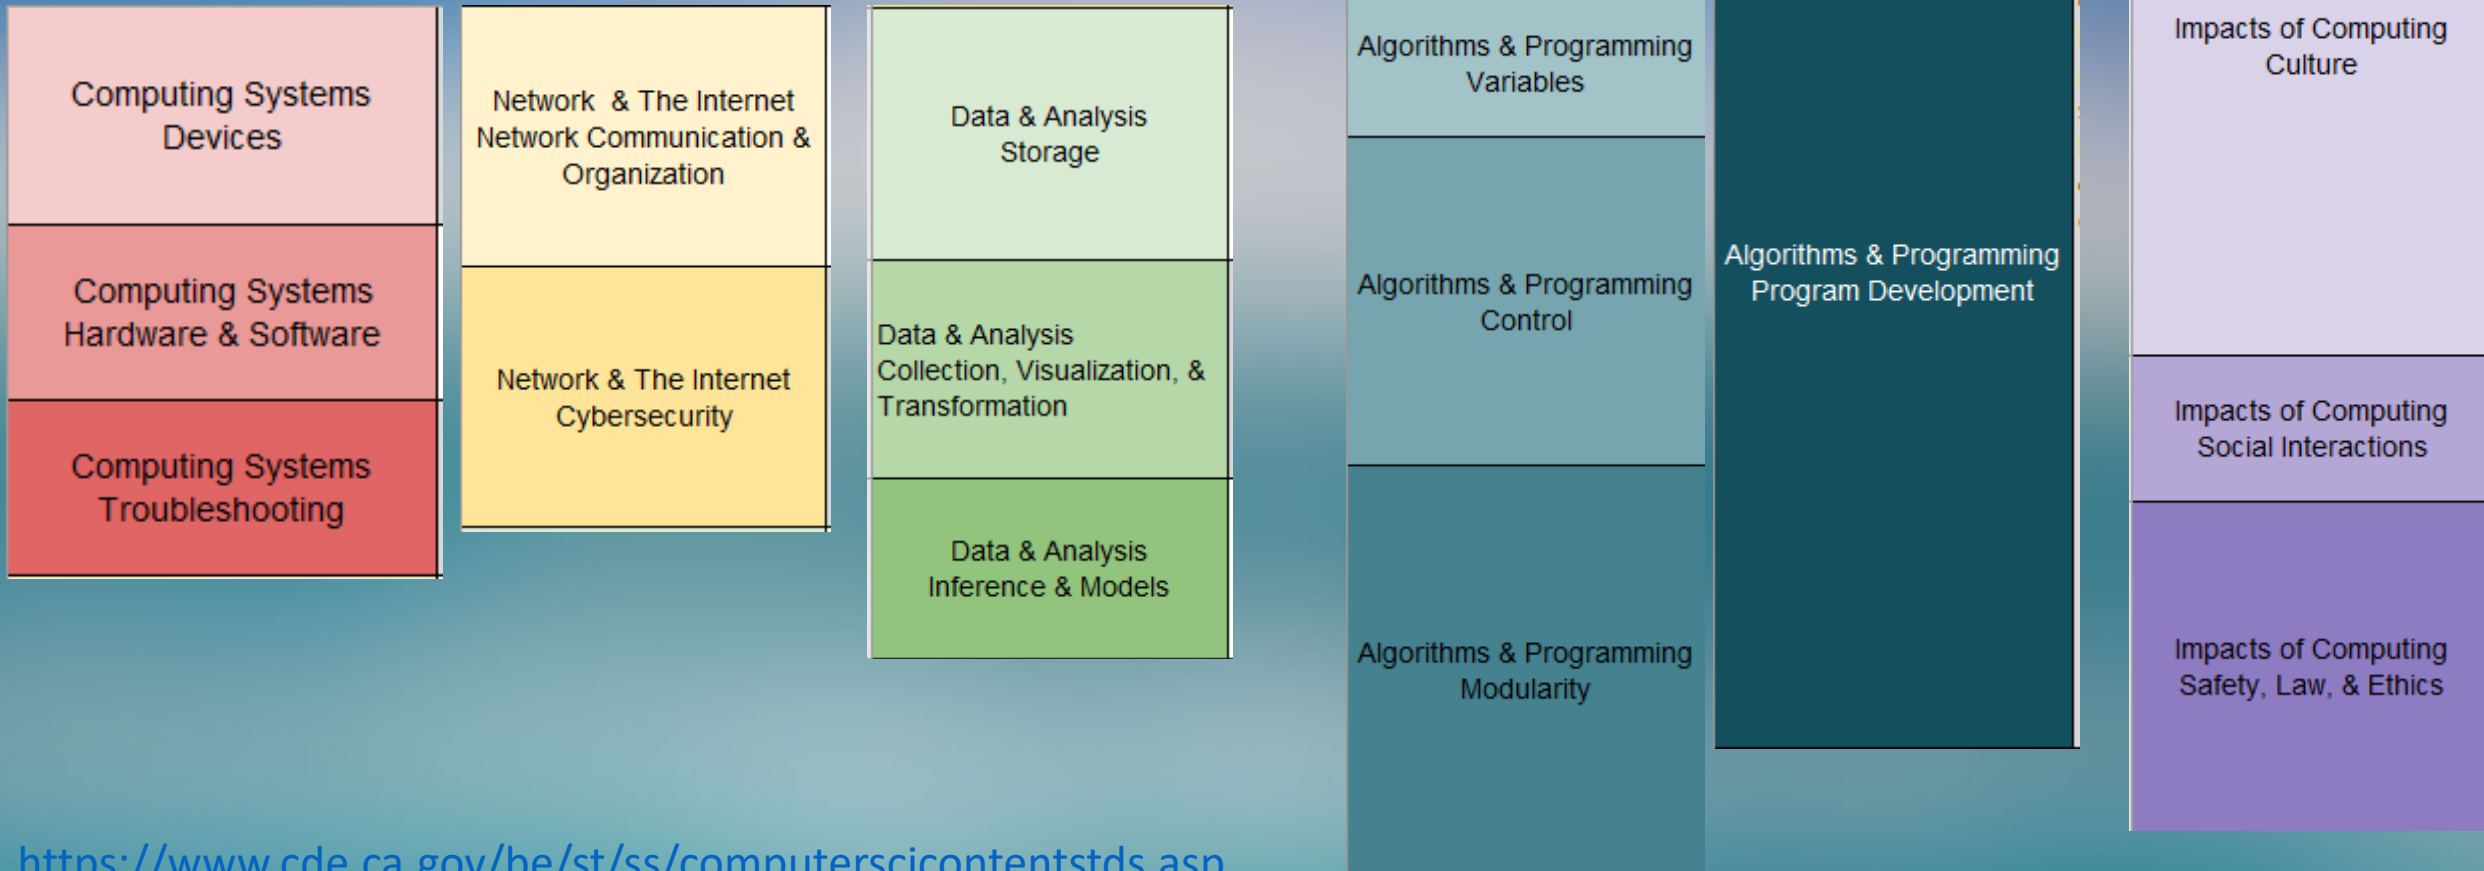 Computing Systems
Devices
Computing Systems
Hardware & Software
Computing Systems
Troubleshooting
Network & The Internet
Network Communication &
Organization
Network & The Internet
Cybersecurity
Data & Analysis
Storage
Data & Analysis
Collection, Visualization, &
Transformation
Data & Analysis
Inference & Models
Algorithms & Programming
Variables
Algorithms & Programming
Control
Algorithms & Programming
Modularity
Algorithms & Programming
Program Development
Impacts of Computing
Culture
Impacts of Computing
Social Interactions
Impacts of Computing
Safety, Law, & Ethics
https://www.cde.ca.gov/be/st/ss/computerscicontentstds.asp